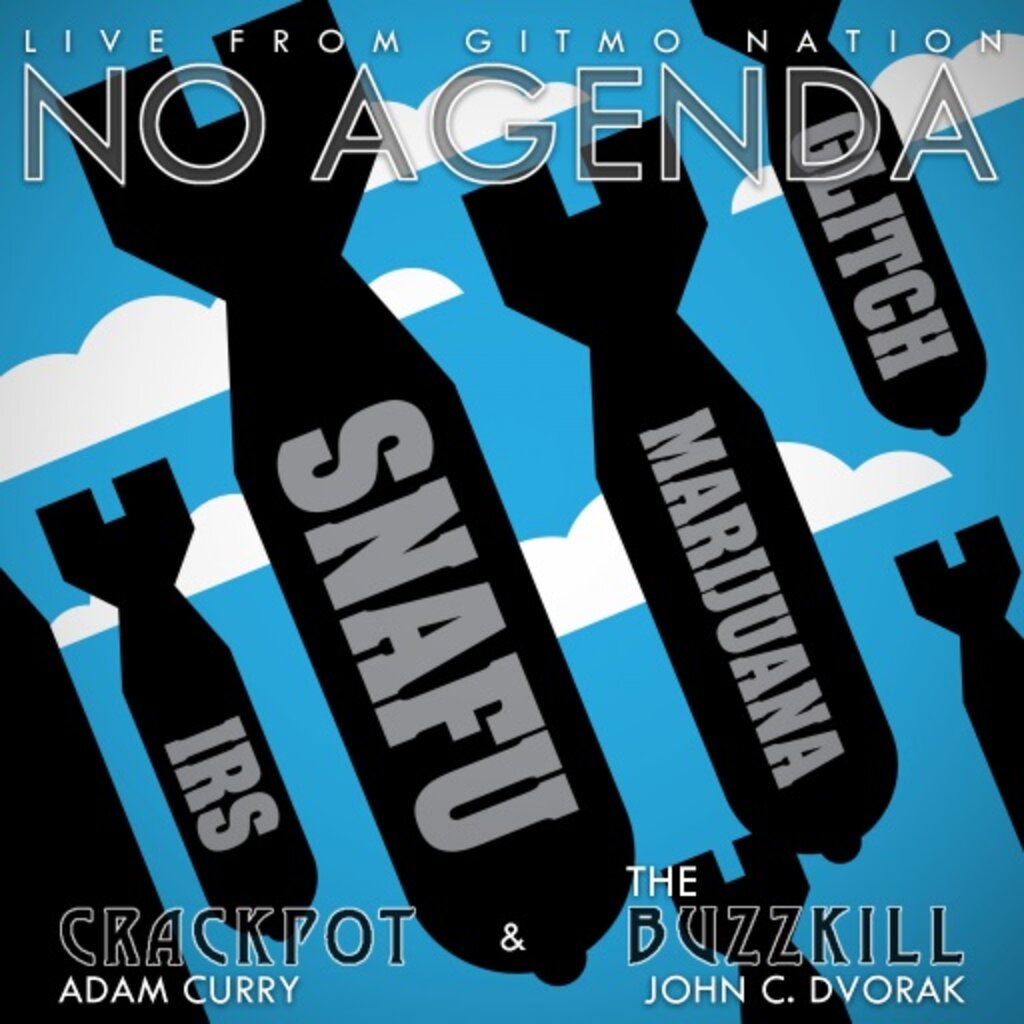 LIVE FROM GITMO NATION
NO AGENDA
GLITCH
SNAFU
MARIJUANA
IRS
CRACKPOT
ADAM CURRY
&
THE
BUZZKILL
JOHN C. DVORAK